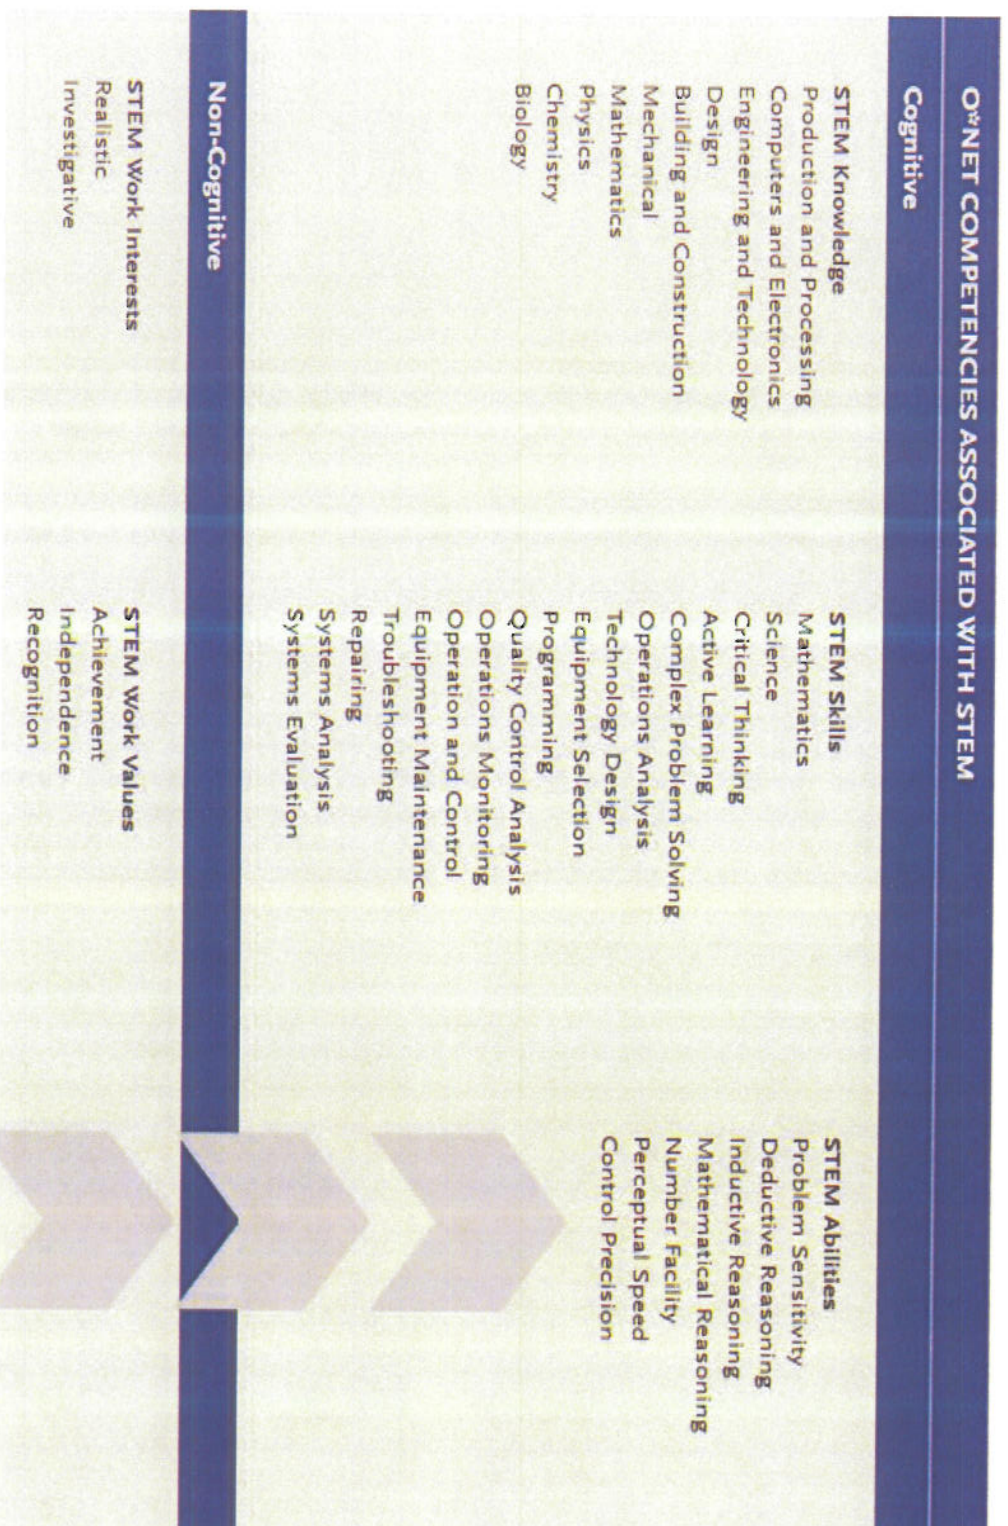 O*NET COMPETENCIES ASSOCIATED WITH STEM
Cognitive
STEM Knowledge
Production and Processing
Computers and Electronics
Engineering and Technology
Design
Building and Construction
Mechanical
Mathematics
Physics
Chemistry
Biology
STEM Skills
Mathematics
Science
Critical Thinking
Active Learning
Complex Problem Solving
Operations Analysis
Technology Design
Equipment Selection
Programming
Quality Control Analysis
Operations Monitoring
Operation and Control
Equipment Maintenance
Troubleshooting
Repairing
Systems Analysis
Systems Evaluation
STEM Abilities
Problem Sensitivity
Deductive Reasoning
Inductive Reasoning
Mathematical Reasoning
Number Facility
Perceptual Speed
Control Precision
Non-Cognitive
STEM Work Interests
Realistic
Investigative
STEM Work Values
Achievement
Independence
Recognition